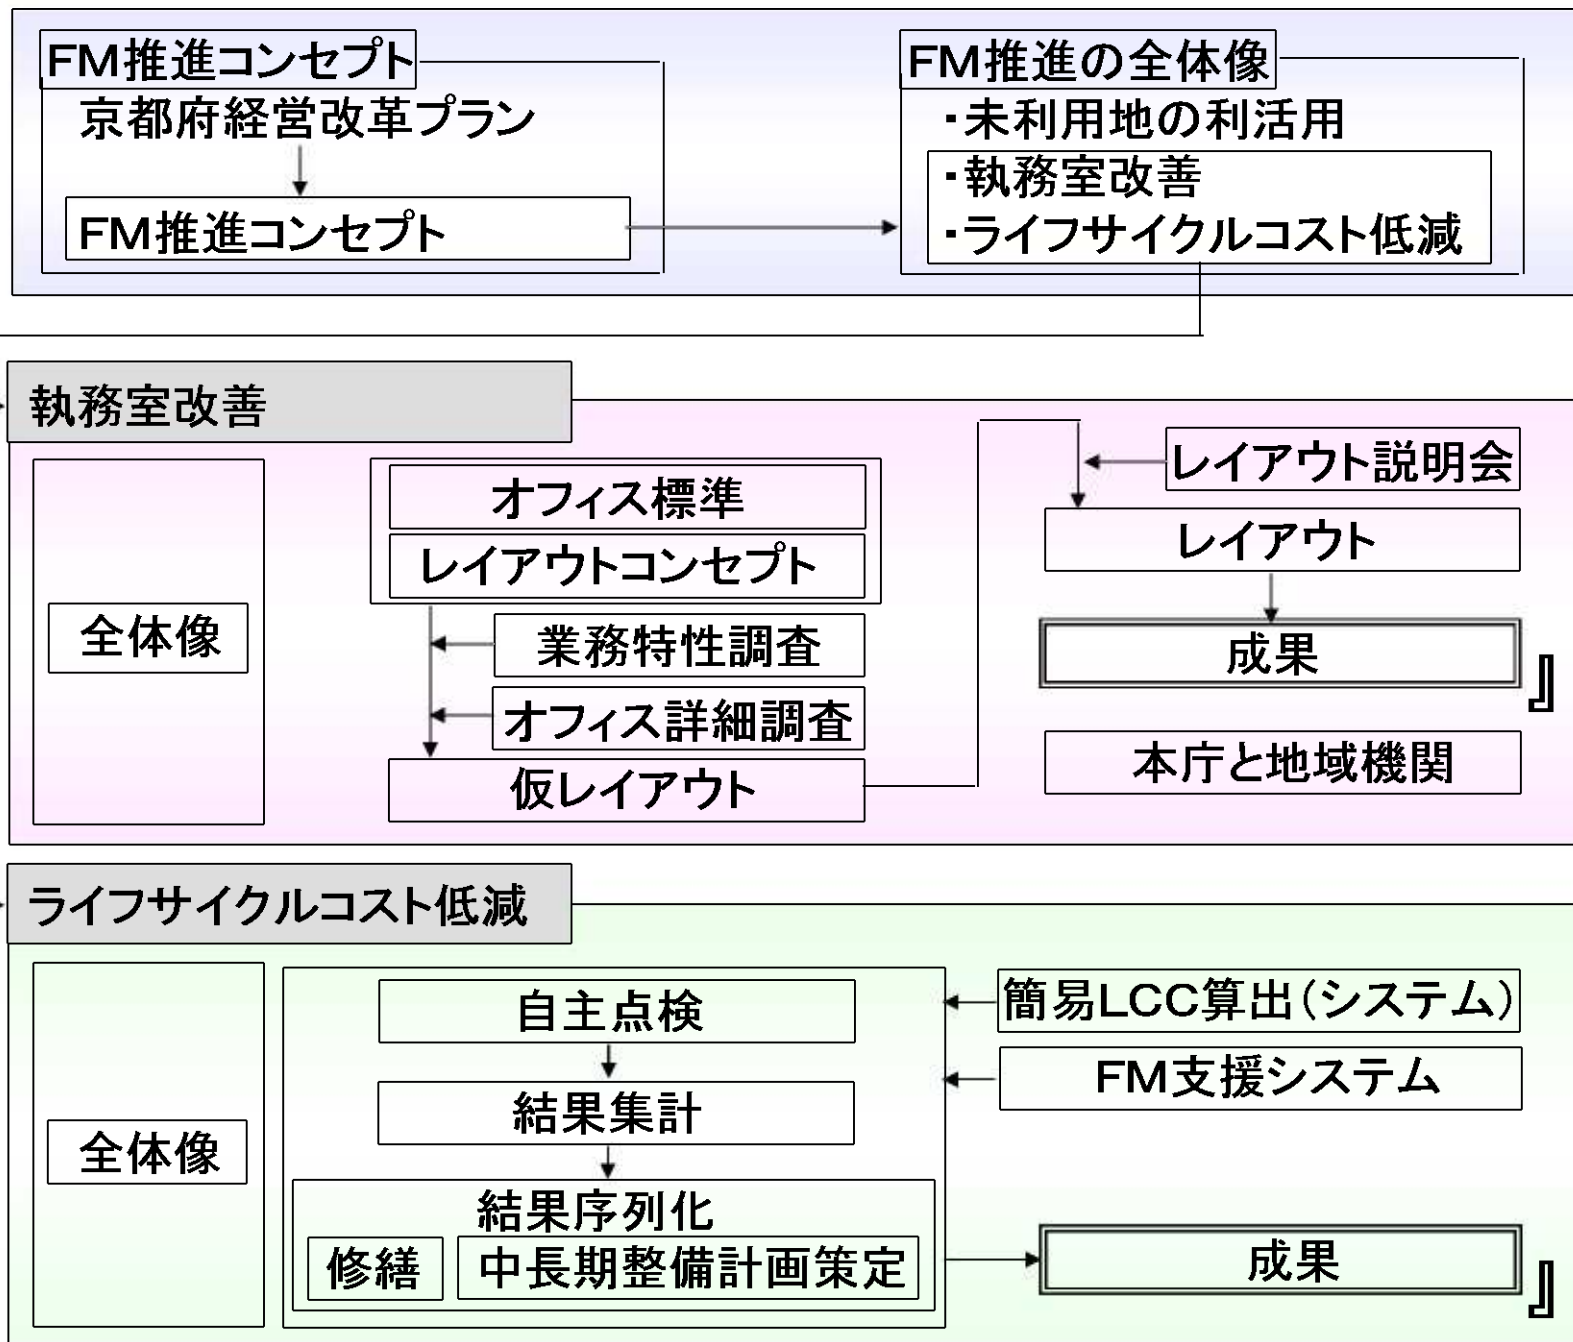 FM推進コンセプト
京都府経営改革プラン
FM推進コンセプト
FM推進の全体像
・未利用地の利活用
・執務室改善
・ライフサイクルコスト低減
執務室改善
全体像
オフィス標準
レイアウトコンセプト
業務特性調査
オフィス詳細調査
仮レイアウト
レイアウト説明会
レイアウト
成果
』
本庁と地域機関
ライフサイクルコスト低減
全体像
自主点検
結果集計
結果序列化
修繕
中長期整備計画策定
簡易LCC算出(システム)
FM支援システム
成果
』